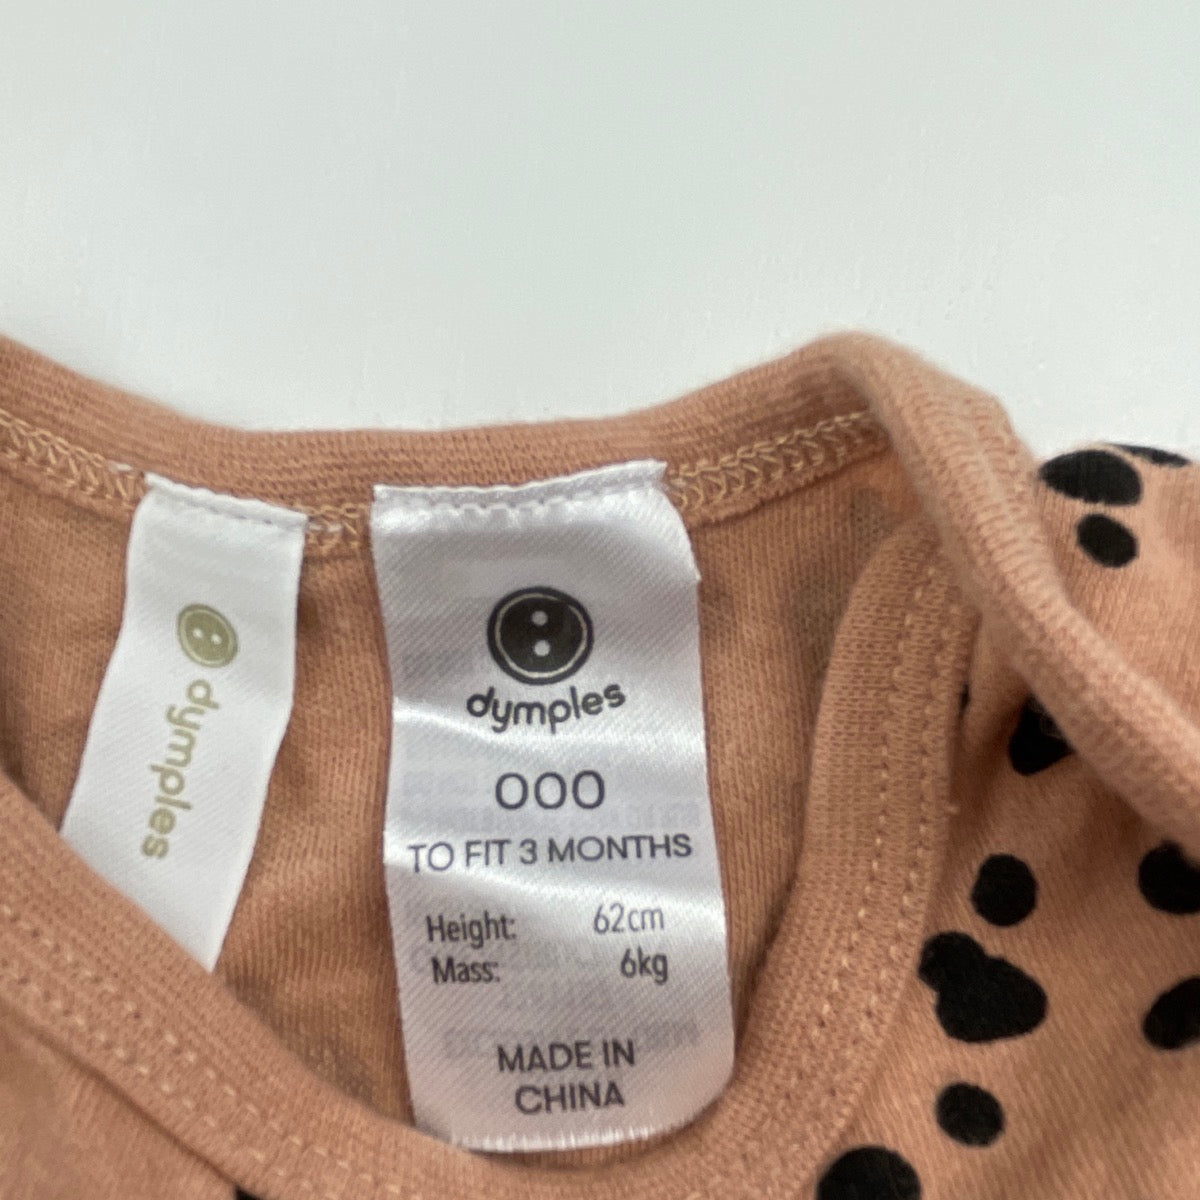 dymples
dymples
000
TO FIT 3 MONTHS
Height: 62cm
Mass: 6kg
MADE IN
CHINA